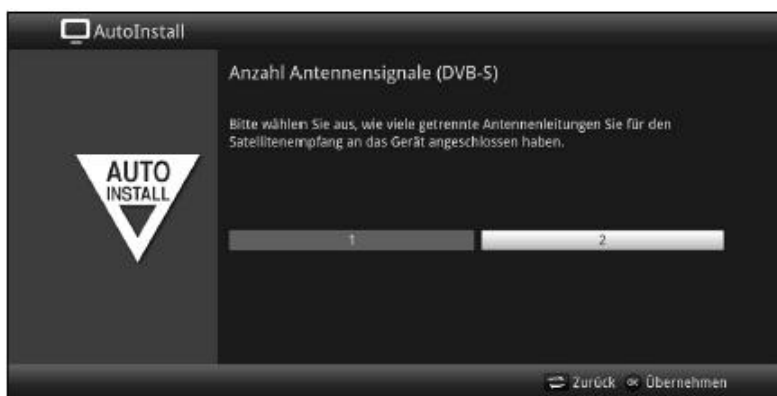 AutoInstall
Anzahl Antennensignale (DVB-S)
Bitte wählen Sie aus, wie viele getrennte Antennenleitungen Sie für den
Satellitenempfang an das Gerät angeschlossen haben.
AUTO
INSTALL
1
2
Zurück OK Übernehmen